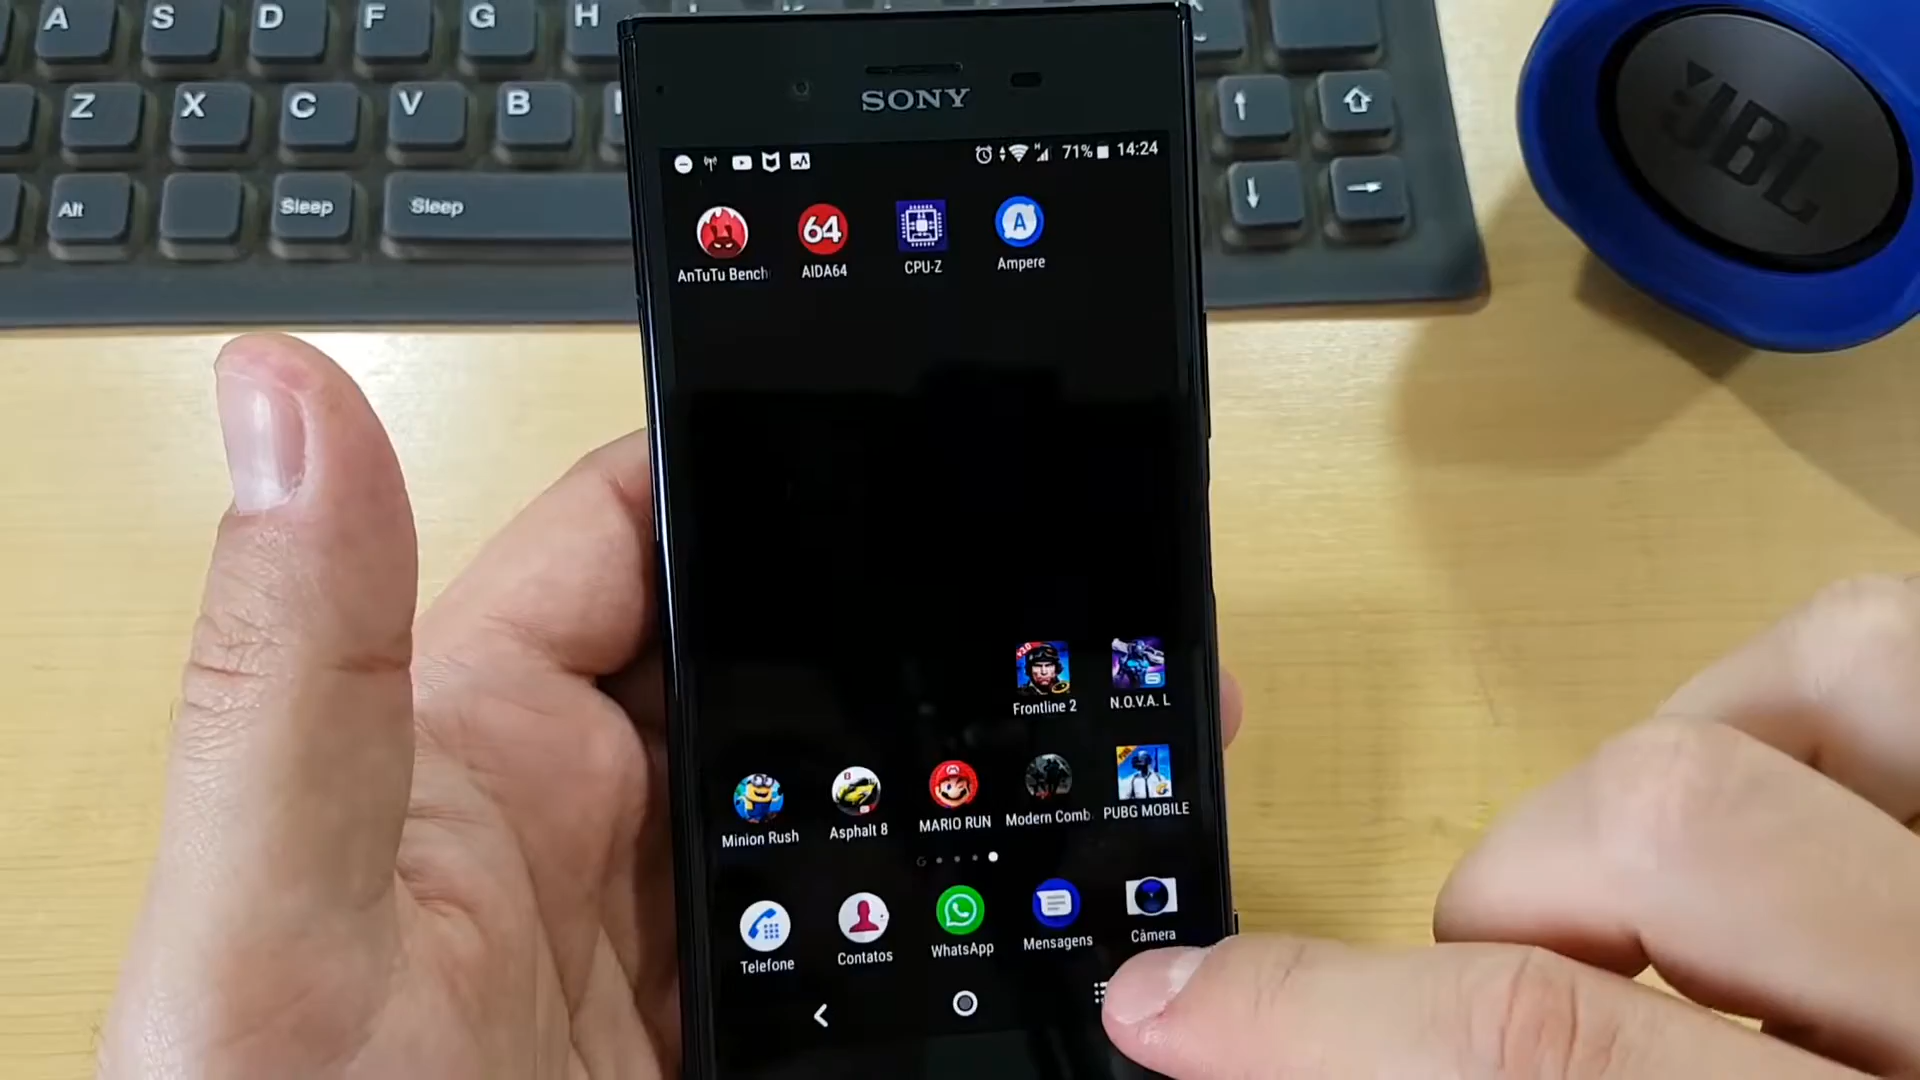 A S D F G H
Z X C V B
Alt Sleep Sleep
JBL
SONY
71% 14:24
64
A
AnTuTu Bench
AIDA64
CPU-Z
Ampere
Frontline 2
N.O.V.A. L
Minion Rush
Asphalt 8
MARIO RUN
Modern Comb
PUBG MOBILE
G
Telefone
Contatos
WhatsApp
Mensagens
Câmera